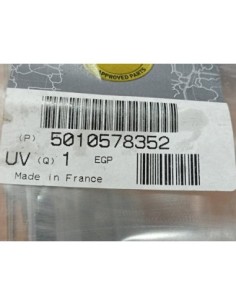 APPROVED PARTS
(P) 5010578352
UV (Q) 1 EGP
Made in France